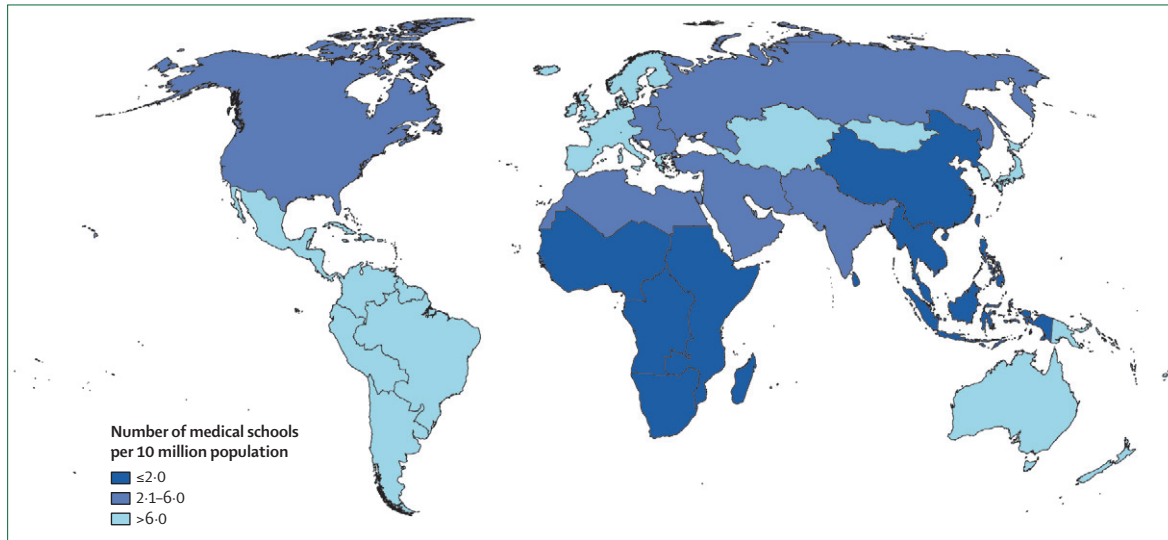 Number of medical schools
per 10 million population
≤2·0
2·1–6·0
>6·0